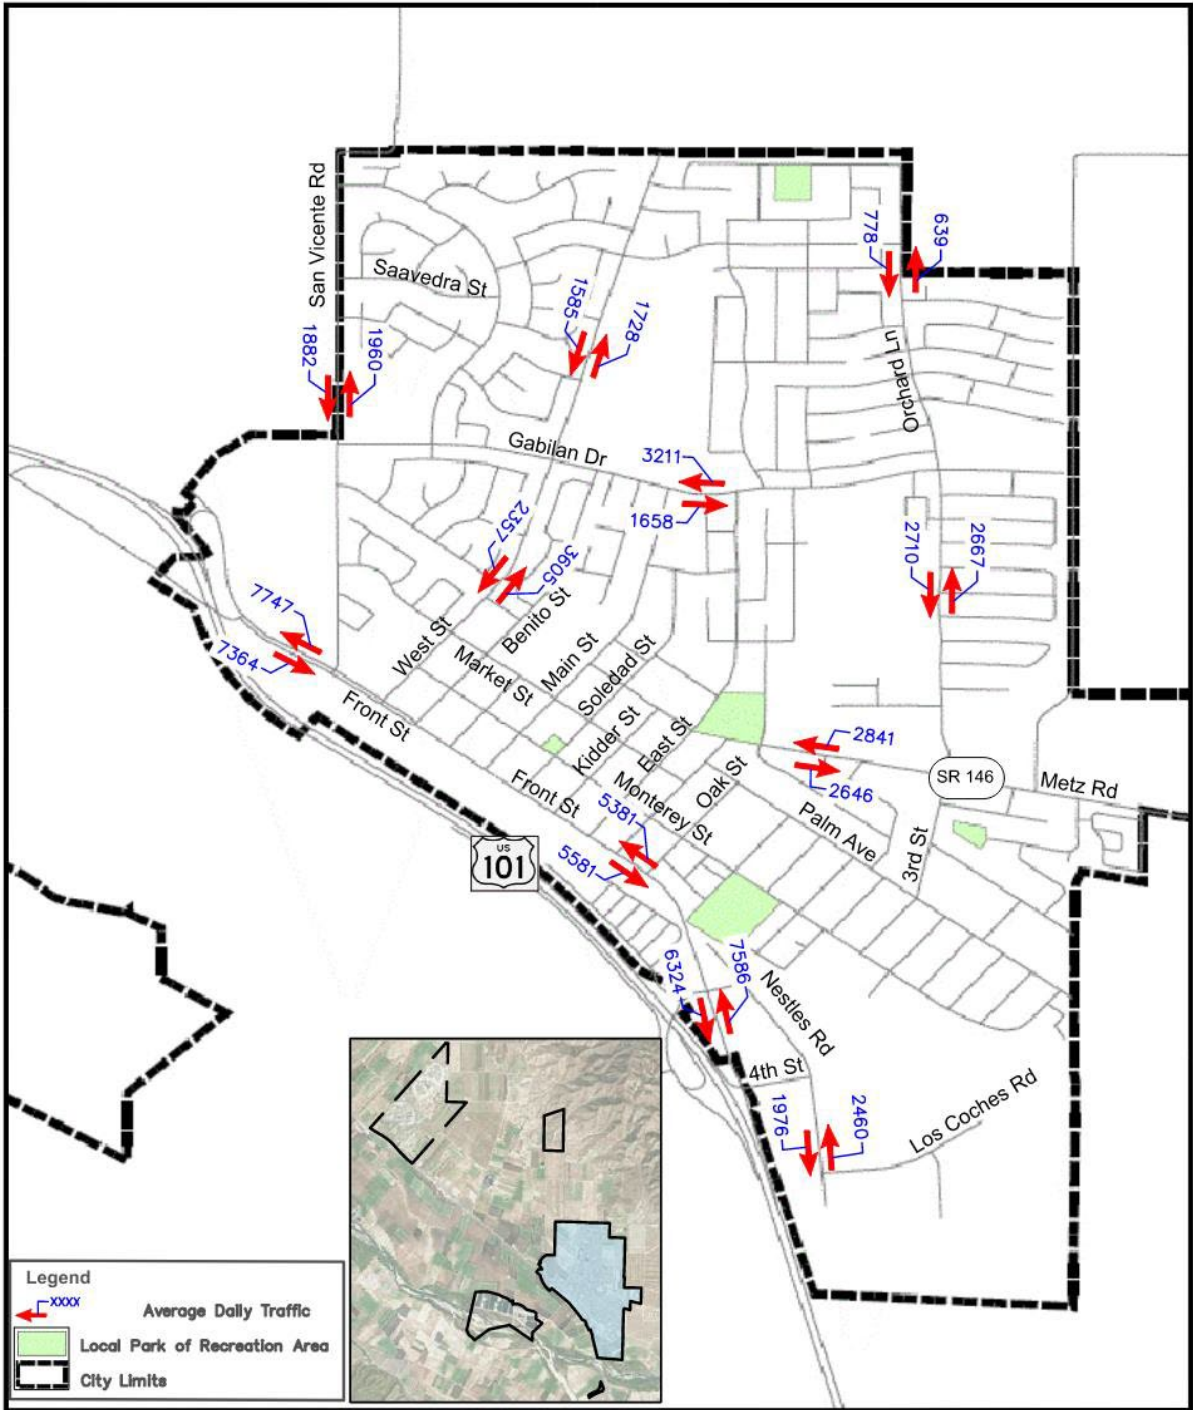 San Vicente Rd
Saavedra St
778
639
1585
1728
1882
1960
Orchard Ln
Gabilan Dr
3211
1658
2357
3605
2710
2667
7747
7364
West St
Benito St
Market St
Main St
Soledad St
Front St
Kidder St
East St
2841
2646
SR 146
Metz Rd
Front St
Monterey St
Oak St
Palm Ave
3rd St
5381
5581
US
101
6324
7586
Nestles Rd
4th St
1976
2460
Los Coches Rd
Legend
XXXX
Average Daily Traffic
Local Park of Recreation Area
City Limits